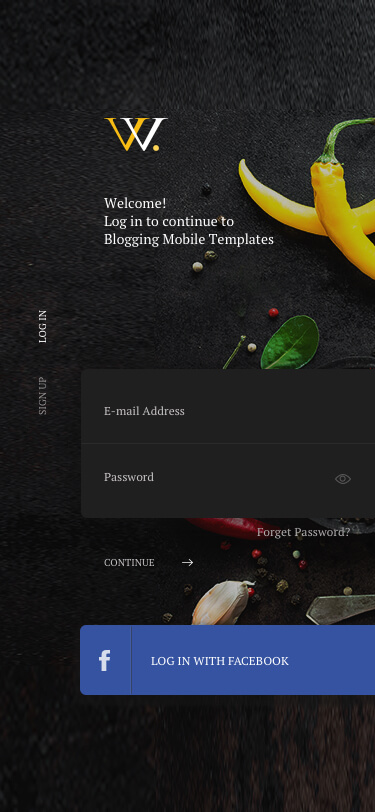 W.
Welcome!
Log in to continue to
Blogging Mobile Templates
LOG IN
SIGN UP
E-mail Address
Password
Forget Password?
CONTINUE
f
LOG IN WITH FACEBOOK